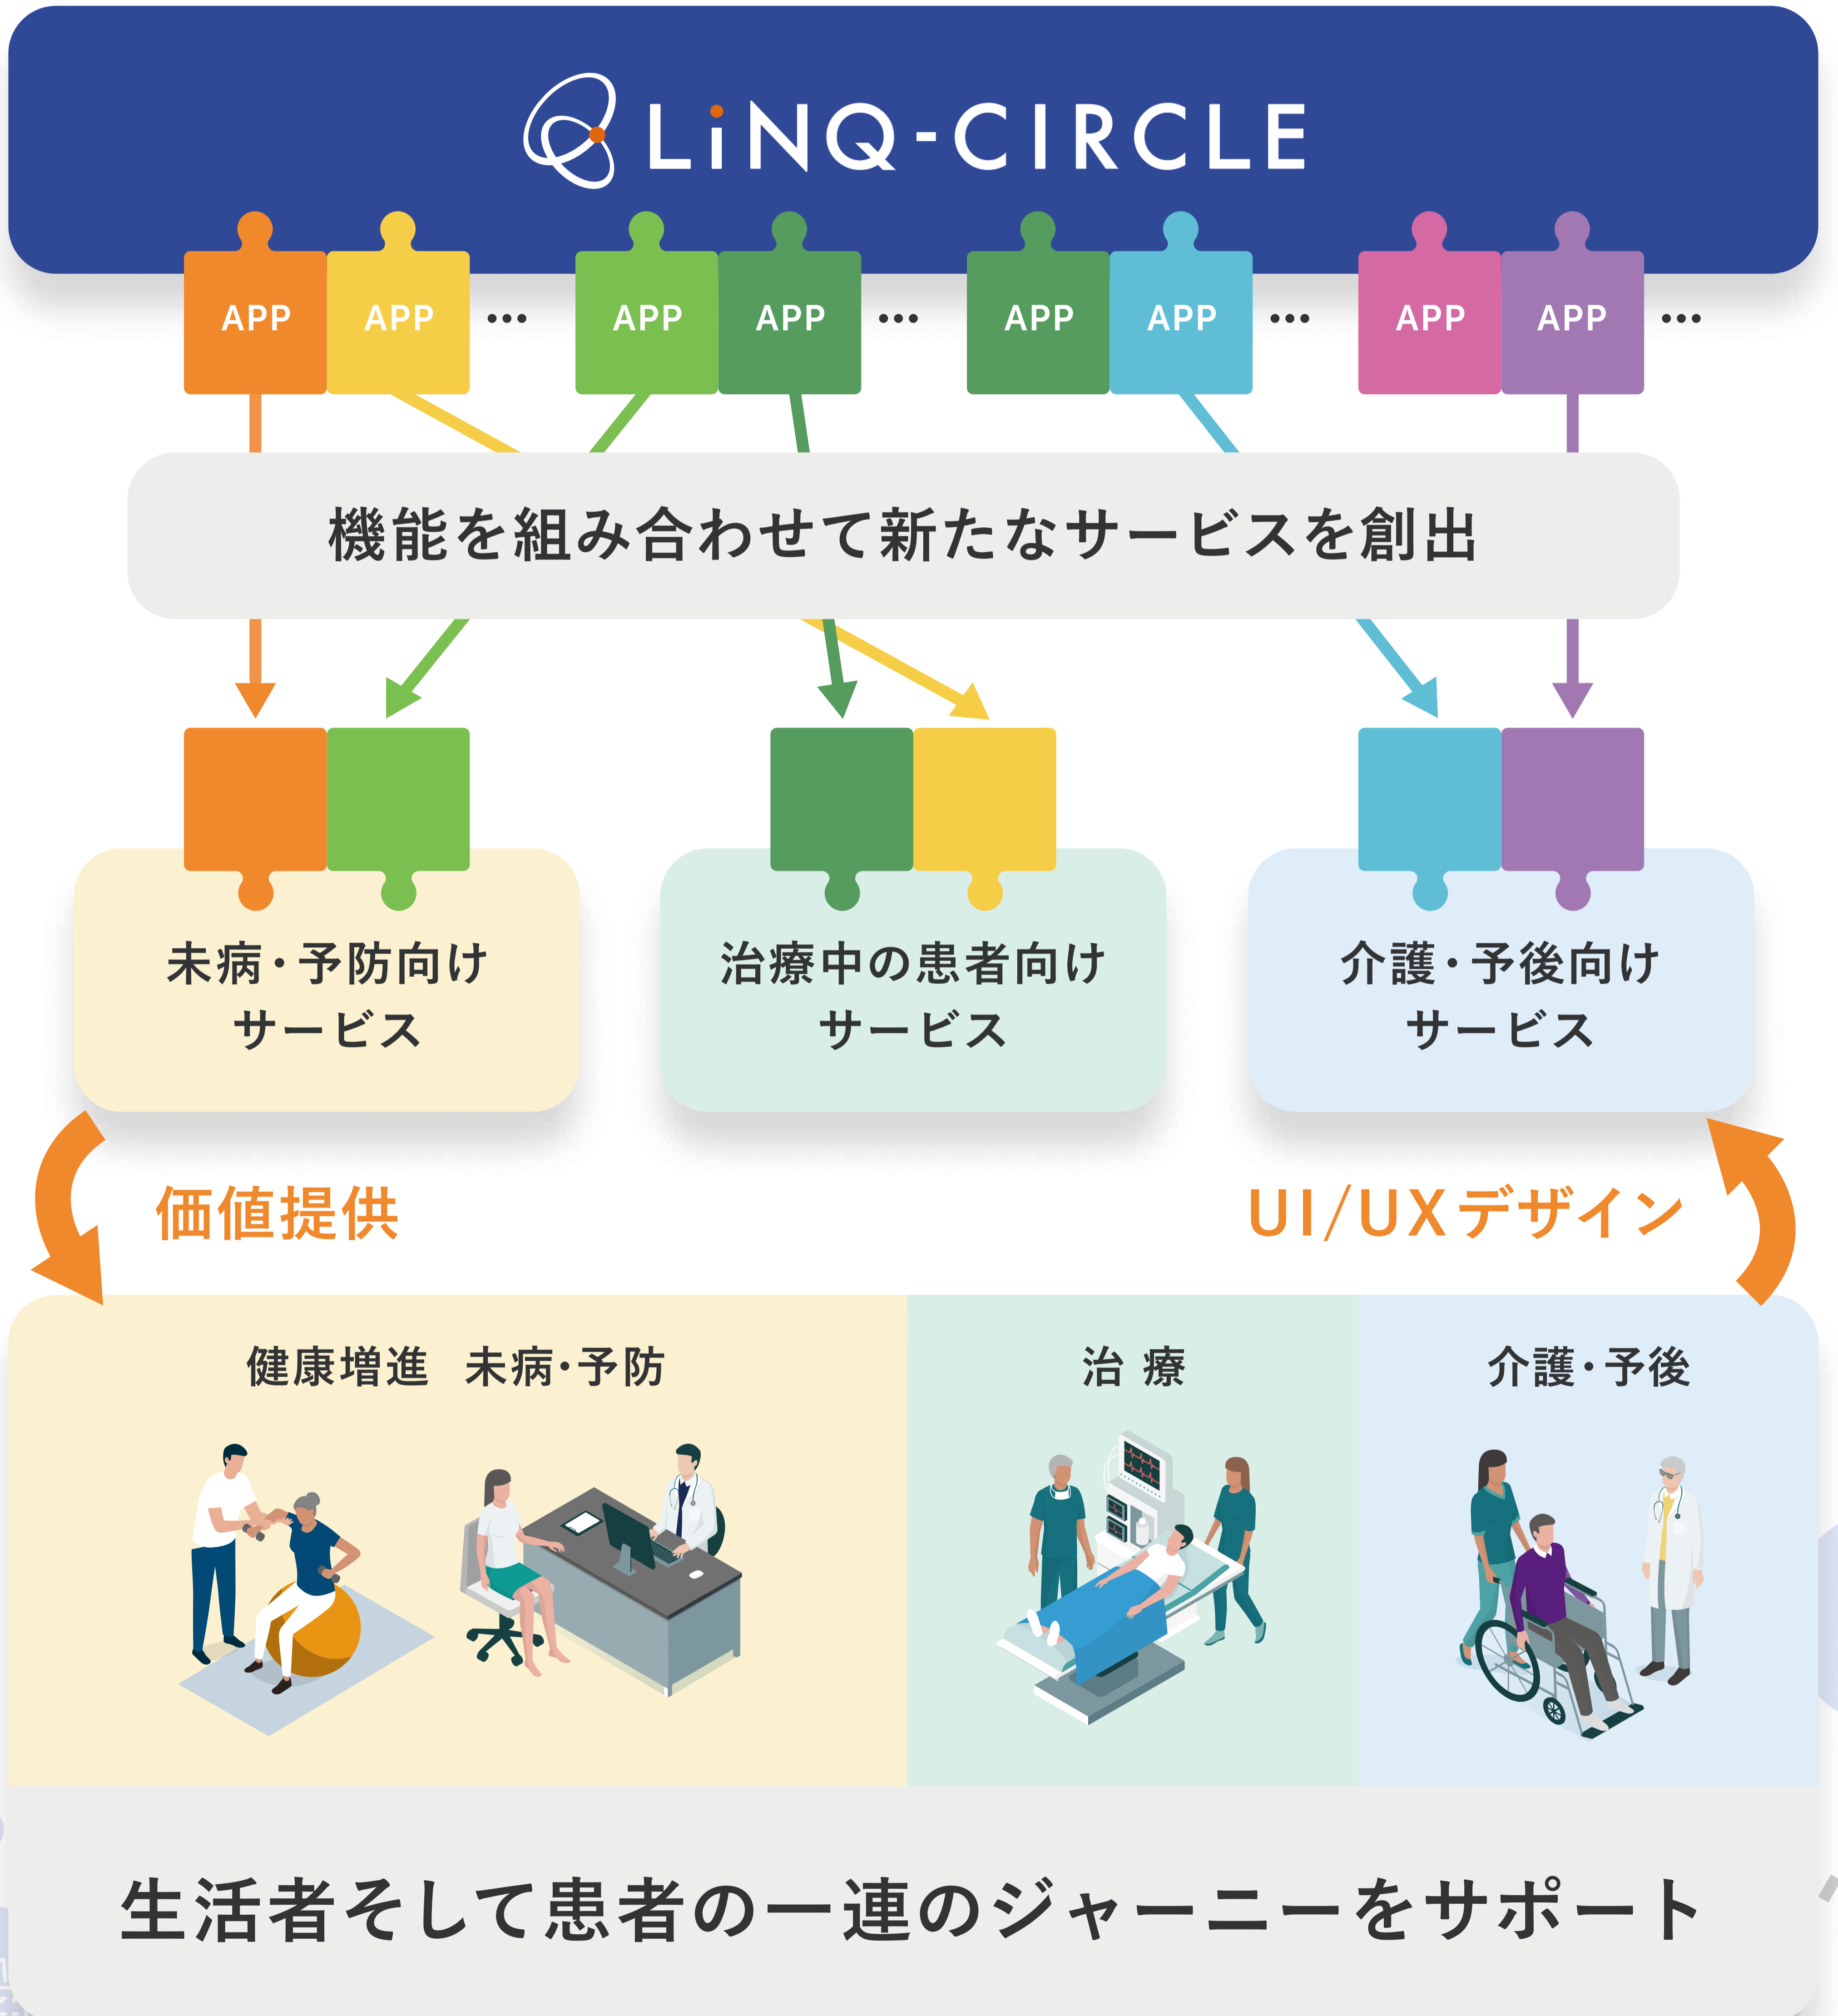 LiNQ-CIRCLE
APP APP ••• APP APP ••• APP APP ••• APP APP •••
機能を組み合わせて新たなサービスを創出
未病・予防向け
サービス
治療中の患者向け
サービス
介護・予後向け
サービス
価値提供
UI/UXデザイン
健康増進 未病・予防
治 療
介護・予後
生活者そして患者の一連のジャーニーをサポート